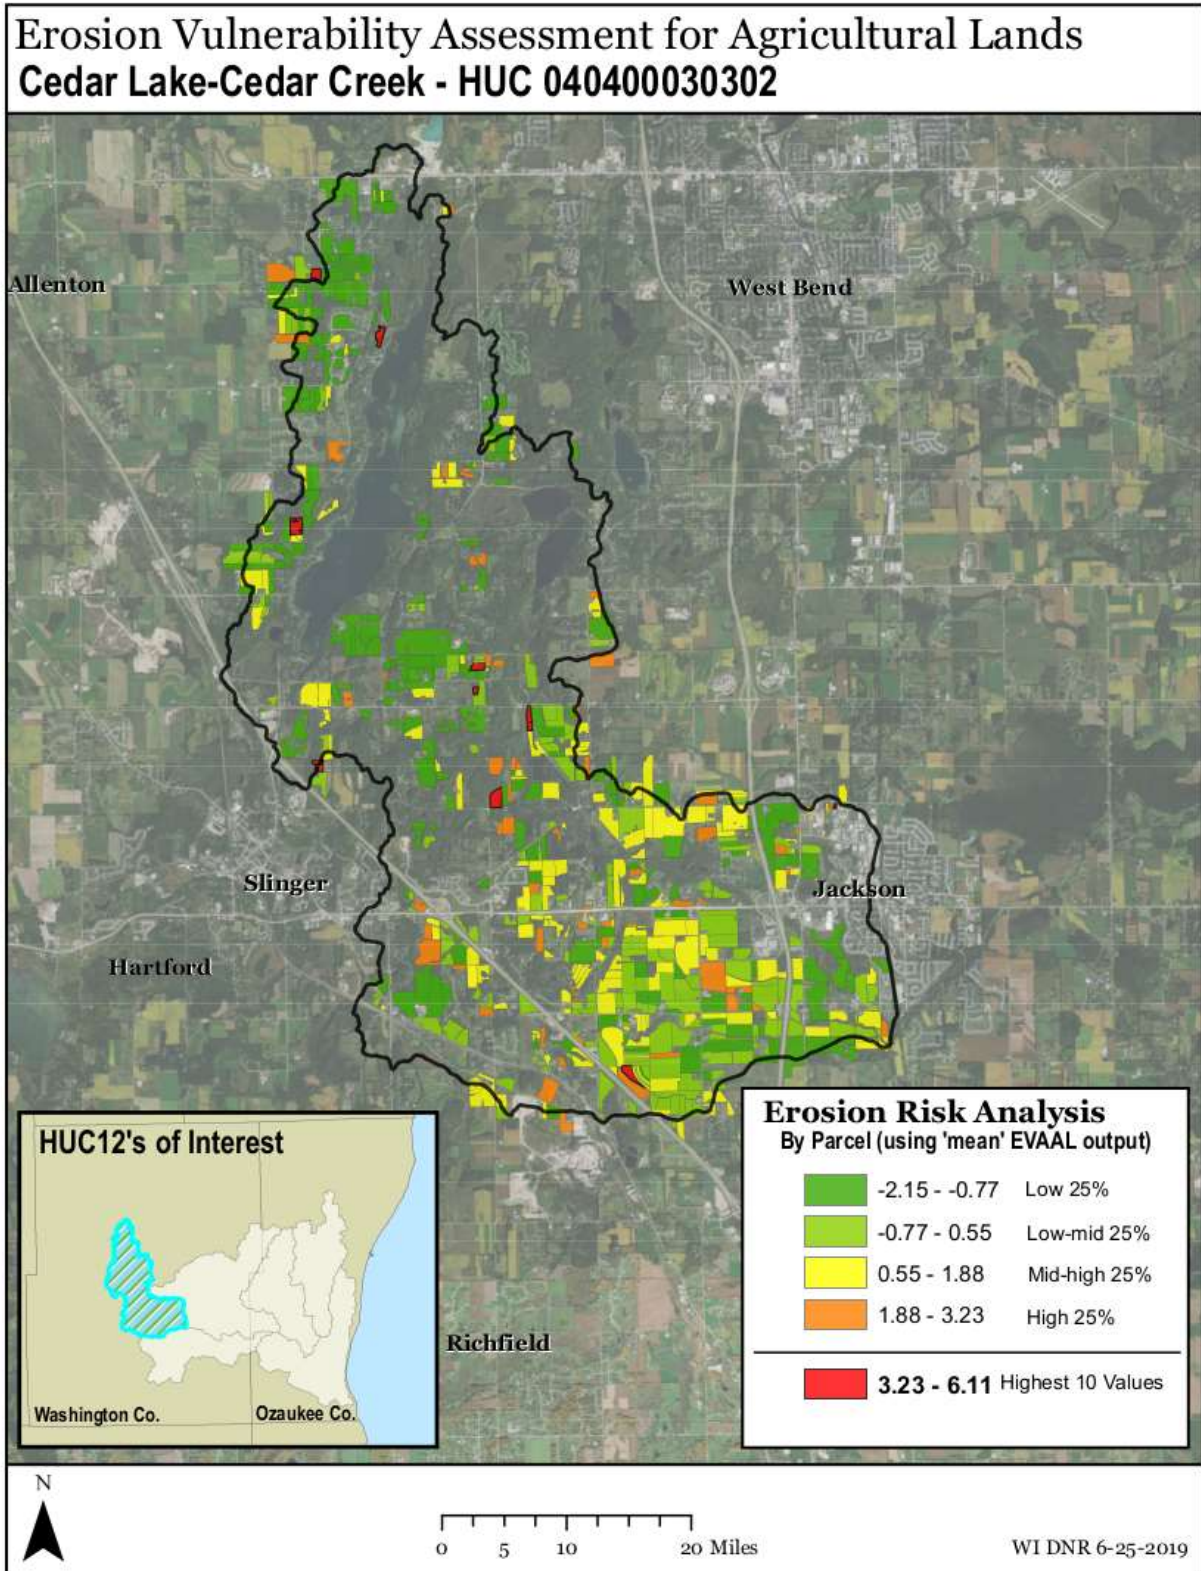 Erosion Vulnerability Assessment for Agricultural Lands
Cedar Lake-Cedar Creek - HUC 040400030302
Allenton
West Bend
Slinger
Jackson
Hartford
Richfield
HUC12's of Interest
Washington Co.
Ozaukee Co.
Erosion Risk Analysis
By Parcel (using 'mean' EVAAL output)
-2.15 - -0.77 Low 25%
-0.77 - 0.55 Low-mid 25%
0.55 - 1.88 Mid-high 25%
1.88 - 3.23 High 25%
3.23 - 6.11 Highest 10 Values
N
0 5 10 20 Miles
WI DNR 6-25-2019